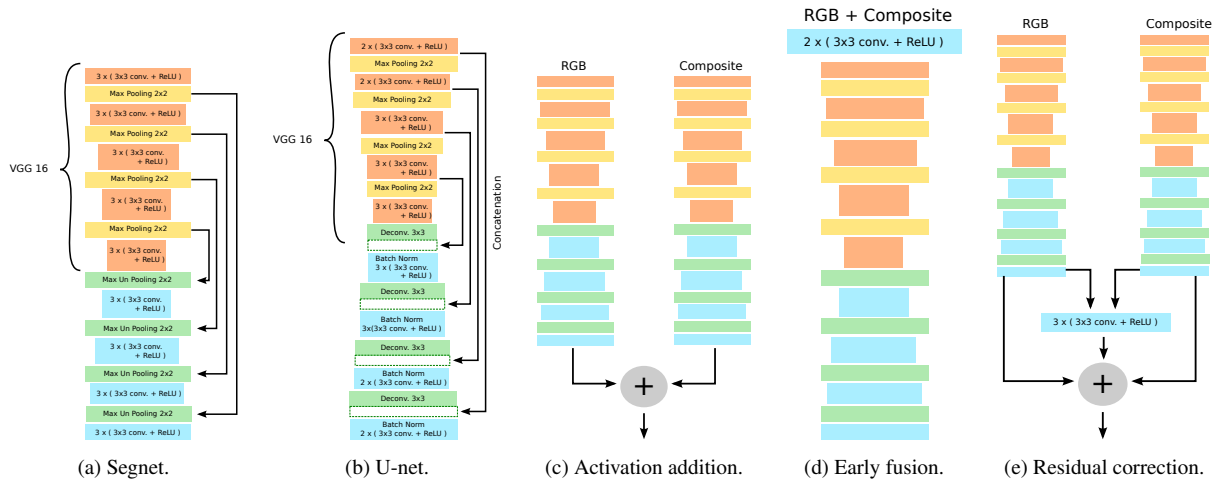 VGG 16
3 x ( 3x3 conv. + ReLU )
Max Pooling 2x2
3 x ( 3x3 conv. + ReLU )
Max Pooling 2x2
3 x ( 3x3 conv.
+ ReLU )
Max Pooling 2x2
3 x ( 3x3 conv.
+ ReLU )
Max Pooling 2x2
3 x ( 3x3 conv.
+ ReLU )
Max Un Pooling 2x2
3 x ( 3x3 conv.
+ ReLU )
Max Un Pooling 2x2
3 x ( 3x3 conv.
+ ReLU )
Max Un Pooling 2x2
3 x ( 3x3 conv. + ReLU )
Max Un Pooling 2x2
3 x ( 3x3 conv. + ReLU )
(a) Segnet.
VGG 16
2 x ( 3x3 conv. + ReLU )
Max Pooling 2x2
2 x ( 3x3 conv. + ReLU )
Max Pooling 2x2
3 x ( 3x3 conv.
+ ReLU )
Max Pooling 2x2
3 x ( 3x3 conv.
+ ReLU )
Max Pooling 2x2
3 x ( 3x3 conv.
+ ReLU )
Deconv. 3x3
Batch Norm
3 x ( 3x3 conv.
+ ReLU )
Deconv. 3x3
Batch Norm
3x(3x3 conv. + ReLU )
Deconv. 3x3
Batch Norm
2 x ( 3x3 conv. + ReLU )
Deconv. 3x3
Batch Norm
2 x ( 3x3 conv. + ReLU )
Concatenation
(b) U-net.
RGB
Composite
+
(c) Activation addition.
RGB + Composite
2 x ( 3x3 conv. + ReLU )
(d) Early fusion.
RGB
Composite
3 x ( 3x3 conv. + ReLU )
+
(e) Residual correction.